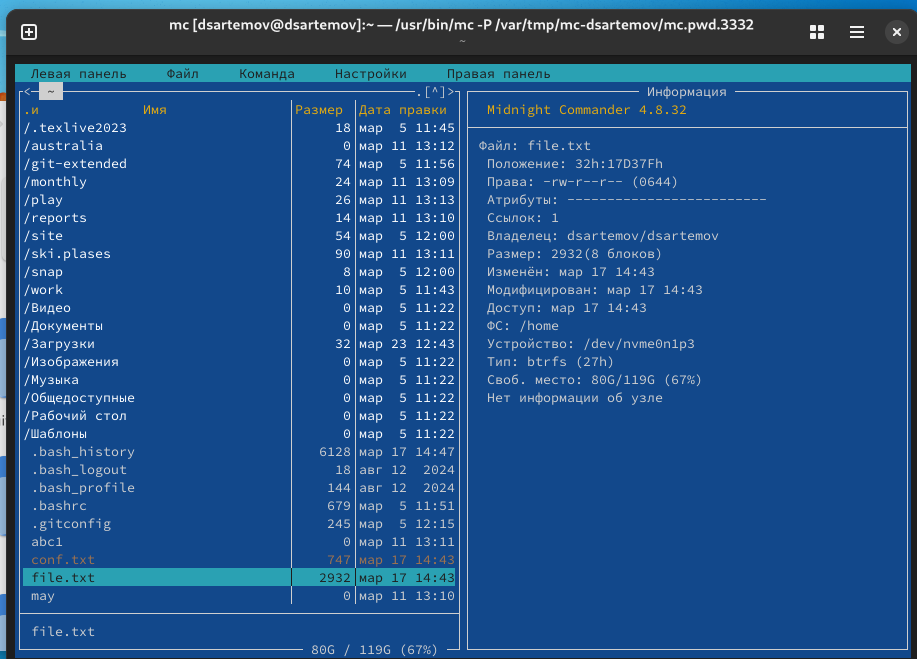 mc [dsartemov@dsartemov]:~ — /usr/bin/mc -P /var/tmp/mc-dsartemov/mc.pwd.3332
~
Левая панель Файл Команда Настройки Правая панель
<— ~ .[^]>
.и Имя Размер Дата правки
/.texlive2023 18 мар 5 11:45
/australia 0 мар 11 13:12
/git-extended 74 мар 5 11:56
/monthly 24 мар 11 13:09
/play 26 мар 11 13:13
/reports 14 мар 11 13:10
/site 54 мар 5 12:00
/ski.plases 90 мар 11 13:11
/snap 8 мар 5 12:00
/work 10 мар 5 11:43
/Видео 0 мар 5 11:22
/Документы 0 мар 5 11:22
/Загрузки 32 мар 23 12:43
/Изображения 0 мар 5 11:22
/Музыка 0 мар 5 11:22
/Общедоступные 0 мар 5 11:22
/Рабочий стол 0 мар 5 11:22
/Шаблоны 0 мар 5 11:22
.bash_history 6128 мар 17 14:47
.bash_logout 18 авг 12 2024
.bash_profile 144 авг 12 2024
.bashrc 679 мар 5 11:51
.gitconfig 245 мар 5 12:15
abc1 0 мар 11 13:11
conf.txt 747 мар 17 14:43
file.txt 2932 мар 17 14:43
may 0 мар 11 13:10
file.txt
80G / 119G (67%)
Информация
Midnight Commander 4.8.32
Файл: file.txt
Положение: 32h:17D37Fh
Права: -rw-r--r-- (0644)
Атрибуты: -------------------------
Ссылок: 1
Владелец: dsartemov/dsartemov
Размер: 2932(8 блоков)
Изменён: мар 17 14:43
Модифицирован: мар 17 14:43
Доступ: мар 17 14:43
ФС: /home
Устройство: /dev/nvme0n1p3
Тип: btrfs (27h)
Своб. место: 80G/119G (67%)
Нет информации об узле